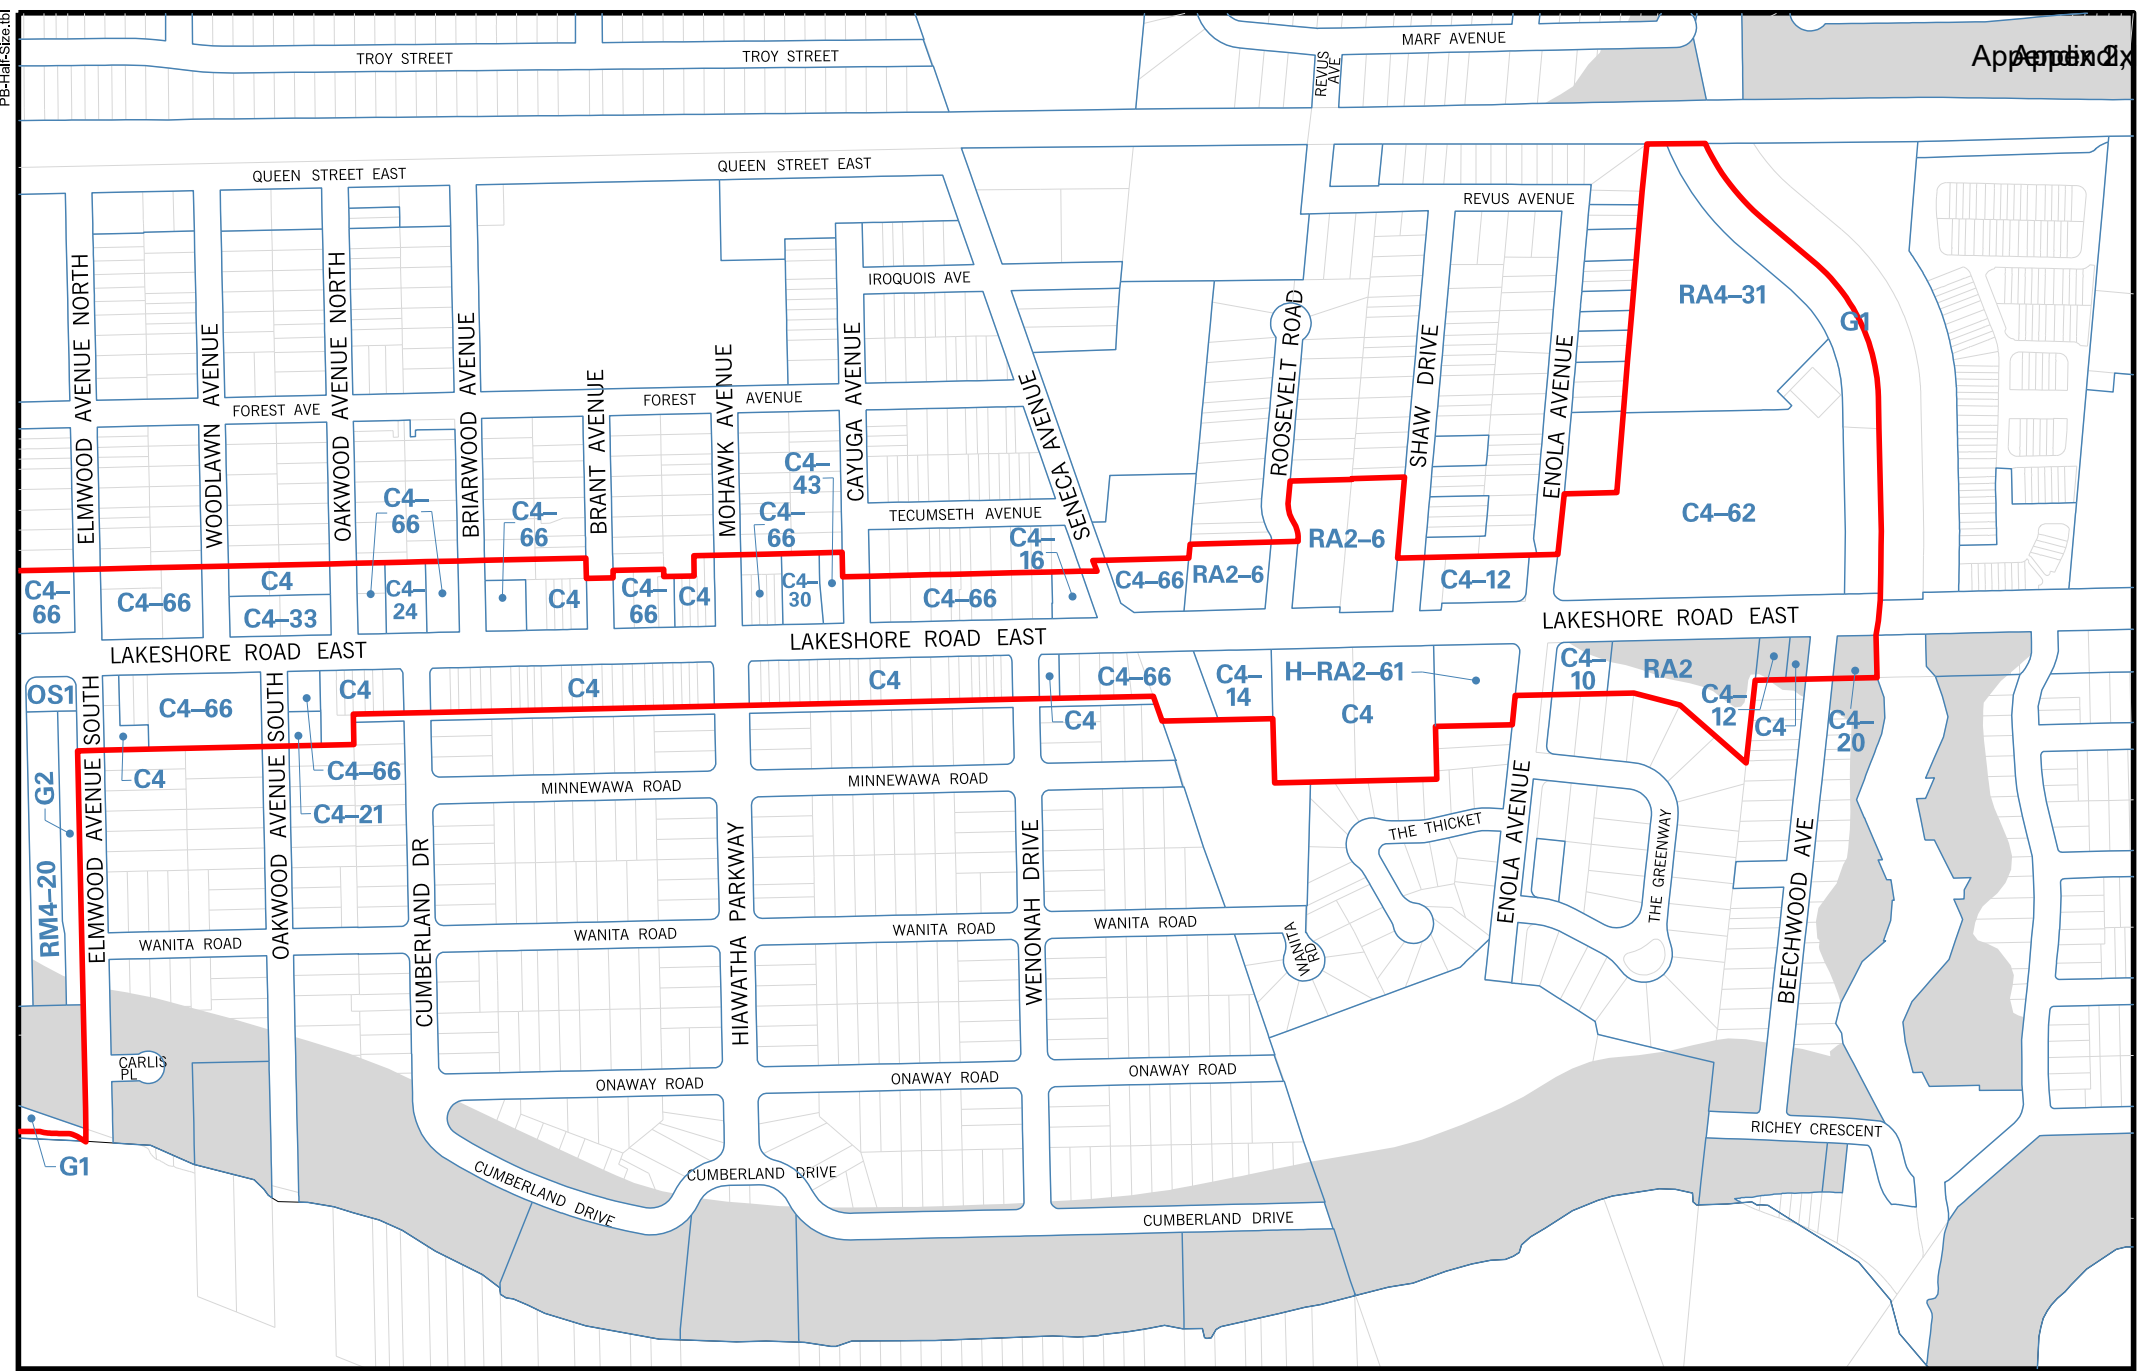 PB-Half-Size.tbl
MARF AVENUE
TROY STREET
TROY STREET
REVUS
AVE
QUEEN STREET EAST
QUEEN STREET EAST
REVUS AVENUE
IROQUOIS AVE
RA4–31
G1
ELMWOOD AVENUE NORTH
WOODLAWN AVENUE
OAKWOOD AVENUE NORTH
BRIARWOOD AVENUE
BRANT AVENUE
MOHAWK AVENUE
CAYUGA AVENUE
SENECA AVENUE
ROOSEVELT ROAD
SHAW DRIVE
ENOLA AVENUE
FOREST AVE
FOREST AVENUE
C4–
43
C4–
66
C4–
66
C4–
66
TECUMSETH AVENUE
C4–
16
RA2–6
C4–62
C4–
66
C4–66
C4
C4–33
C4–
24
C4
C4–
66
C4
C4–
30
C4–66
C4–66
RA2–6
C4–12
LAKESHORE ROAD EAST
LAKESHORE ROAD EAST
LAKESHORE ROAD EAST
OS1
C4–66
C4
C4
C4
C4–66
C4–
14
H–RA2–61
C4–
10
RA2
C4
C4
C4–
12
C4
C4–
20
C4
C4–66
C4–21
G2
RM4–20
ELMWOOD AVENUE SOUTH
OAKWOOD AVENUE SOUTH
CUMBERLAND DR
HIAWATHA PARKWAY
WENONAH DRIVE
ENOLA AVENUE
BEECHWOOD AVE
MINNEWAWA ROAD
MINNEWAWA ROAD
THE THICKET
THE GREENWAY
WANITA ROAD
WANITA ROAD
WANITA ROAD
WANITA ROAD
WANITA
RD
CARLIS
PL
ONAWAY ROAD
ONAWAY ROAD
ONAWAY ROAD
RICHEY CRESCENT
G1
CUMBERLAND DRIVE
CUMBERLAND DRIVE
CUMBERLAND DRIVE